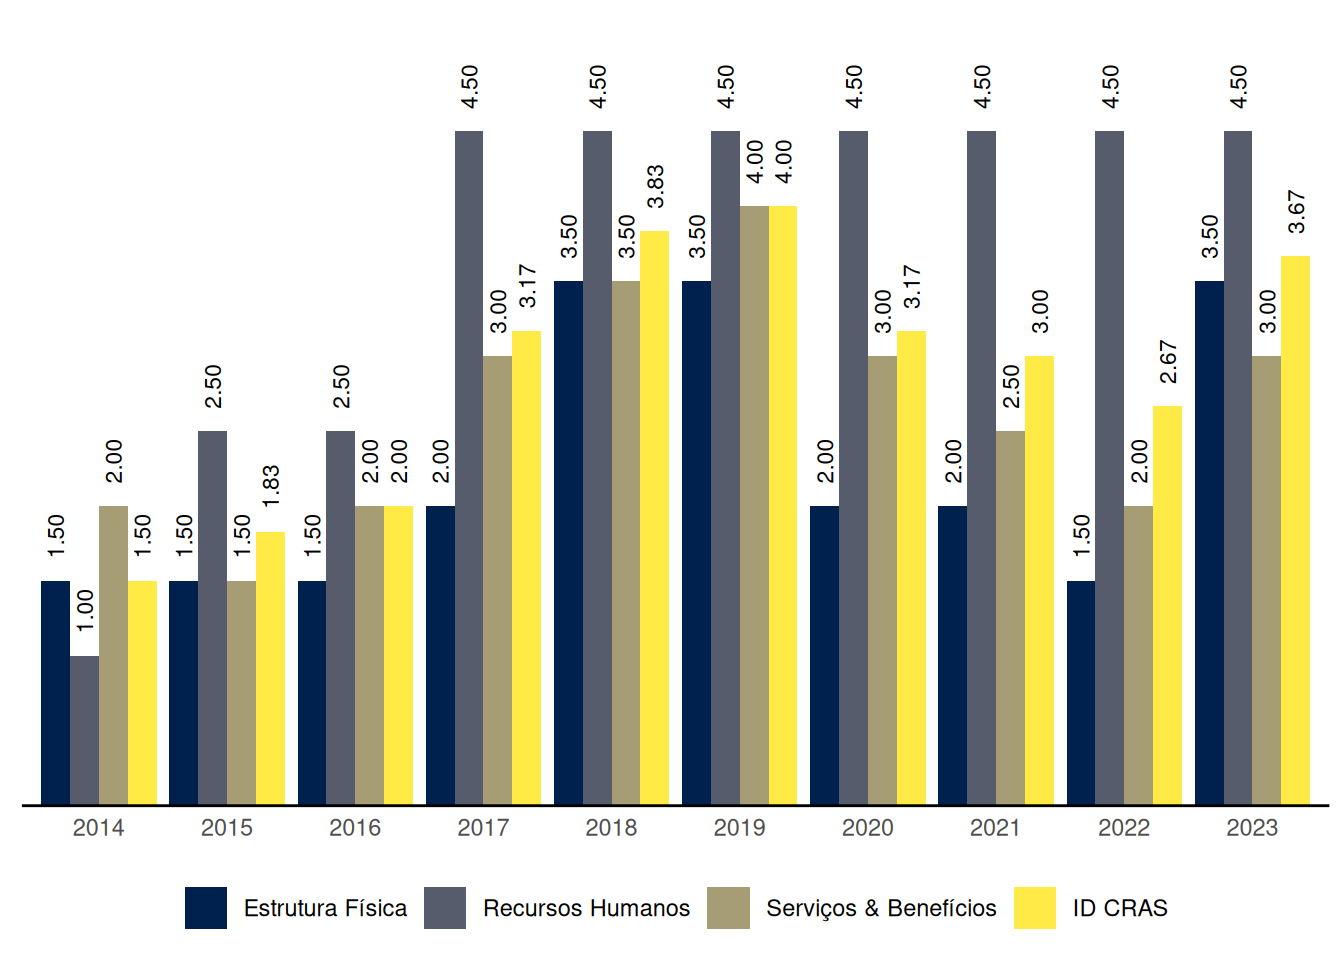 4.50 4.50 4.50 4.50 4.50 4.50 4.50
4.00 4.00
3.83
3.67
3.50 3.50 3.50 3.50
3.17 3.17
3.00 3.00 3.00 3.00
2.67
2.50 2.50 2.50
2.00 2.00 2.00 2.00 2.00 2.00 2.00
1.83
1.50 1.50 1.50 1.50 1.50 1.50
1.00
2014 2015 2016 2017 2018 2019 2020 2021 2022 2023
Estrutura Física Recursos Humanos Serviços & Benefícios ID CRAS